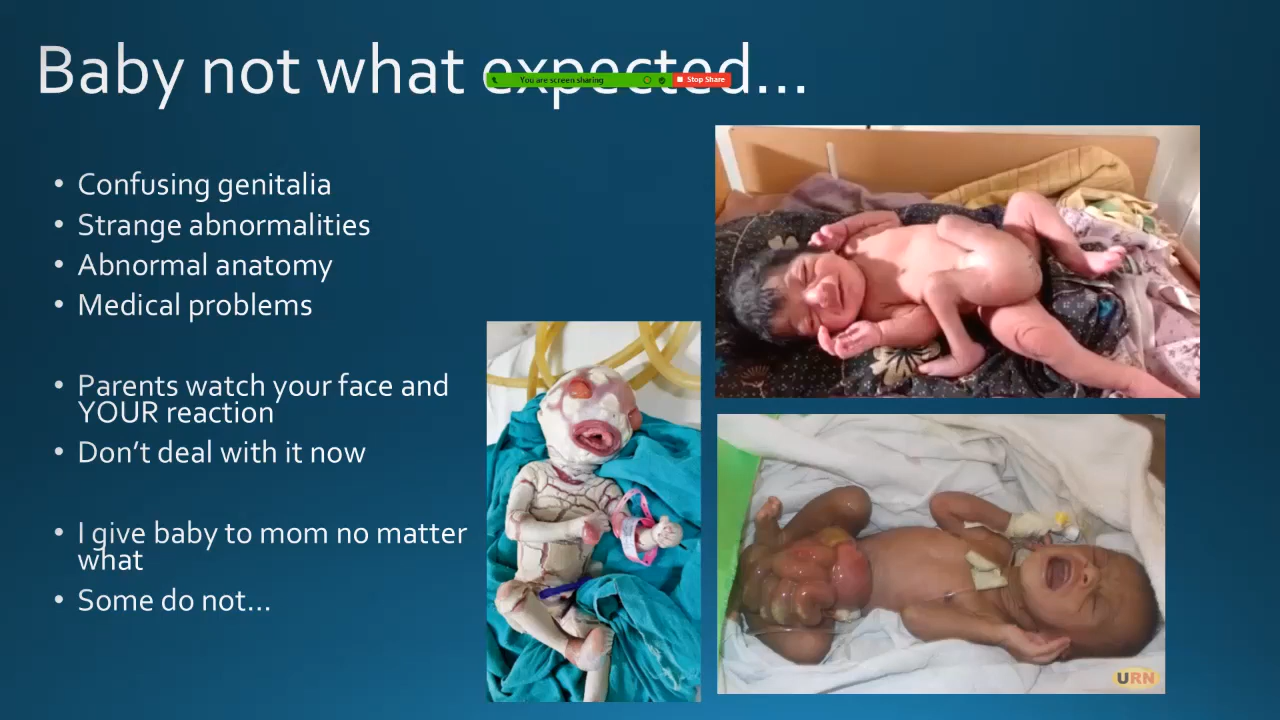 Baby not what expected...
You are screen sharing
Stop Share
• Confusing genitalia
• Strange abnormalities
• Abnormal anatomy
• Medical problems
• Parents watch your face and
YOUR reaction
• Don't deal with it now
• I give baby to mom no matter
what
• Some do not...
URN